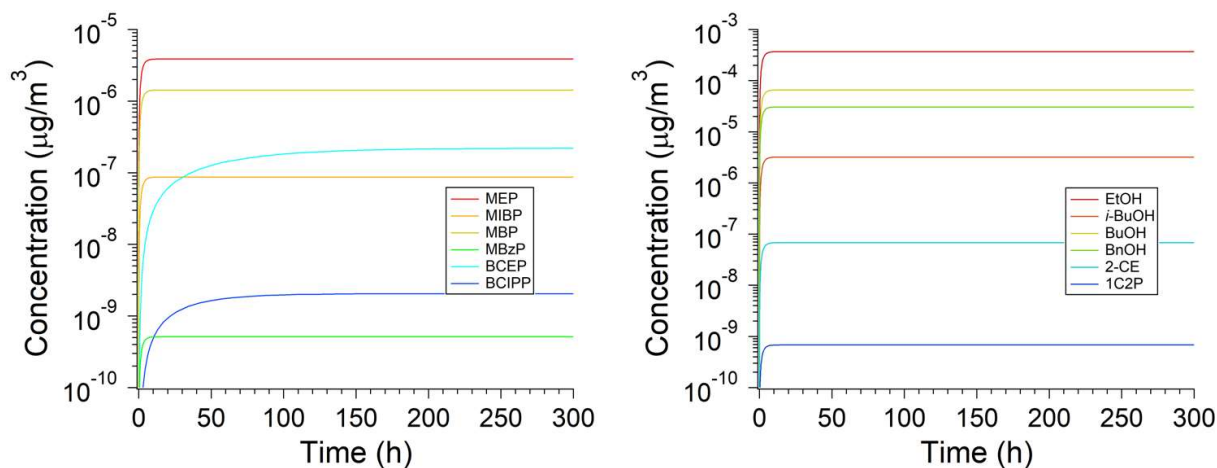 Concentration (µg/m³)
10⁻⁵
10⁻⁶
10⁻⁷
10⁻⁸
10⁻⁹
10⁻¹⁰
MEP
MIBP
MBP
MBzP
BCEP
BCIPP
0 50 100 150 200 250 300
Time (h)
Concentration (µg/m³)
10⁻³
10⁻⁴
10⁻⁵
10⁻⁶
10⁻⁷
10⁻⁸
10⁻⁹
10⁻¹⁰
EtOH
i-BuOH
BuOH
BnOH
2-CE
1C2P
0 50 100 150 200 250 300
Time (h)